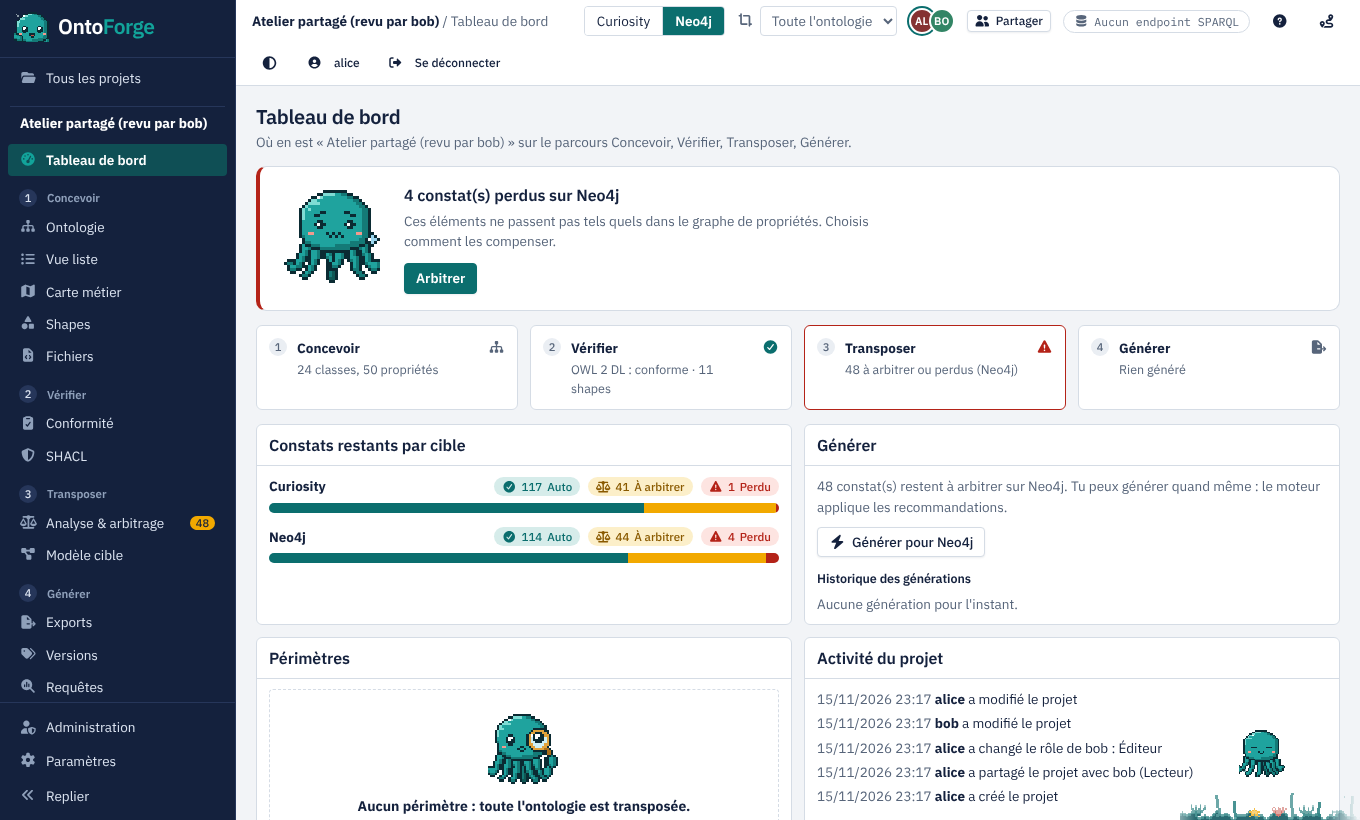 OntoForge
Tous les projets
Atelier partagé (revu par bob)
Tableau de bord
1 Concevoir
Ontologie
Vue liste
Carte métier
Shapes
Fichiers
2 Vérifier
Conformité
SHACL
3 Transposer
Analyse & arbitrage 48
Modèle cible
4 Générer
Exports
Versions
Requêtes
Administration
Paramètres
Replier
Atelier partagé (revu par bob) / Tableau de bord
Curiosity Neo4j
Toute l'ontologie
AL BO
Partager
Aucun endpoint SPARQL
alice
Se déconnecter
Tableau de bord
Où en est « Atelier partagé (revu par bob) » sur le parcours Concevoir, Vérifier, Transposer, Générer.
4 constat(s) perdus sur Neo4j
Ces éléments ne passent pas tels quels dans le graphe de propriétés. Choisis
comment les compenser.
Arbitrer
1 Concevoir
24 classes, 50 propriétés
2 Vérifier
OWL 2 DL : conforme · 11
shapes
3 Transposer
48 à arbitrer ou perdus (Neo4j)
4 Générer
Rien généré
Constats restants par cible
Curiosity 117 Auto 41 À arbitrer 1 Perdu
Neo4j 114 Auto 44 À arbitrer 4 Perdu
Générer
48 constat(s) restent à arbitrer sur Neo4j. Tu peux générer quand même : le moteur
applique les recommandations.
Générer pour Neo4j
Historique des générations
Aucune génération pour l'instant.
Périmètres
Aucun périmètre : toute l'ontologie est transposée.
Activité du projet
15/11/2026 23:17 alice a modifié le projet
15/11/2026 23:17 bob a modifié le projet
15/11/2026 23:17 alice a changé le rôle de bob : Éditeur
15/11/2026 23:17 alice a partagé le projet avec bob (Lecteur)
15/11/2026 23:17 alice a créé le projet